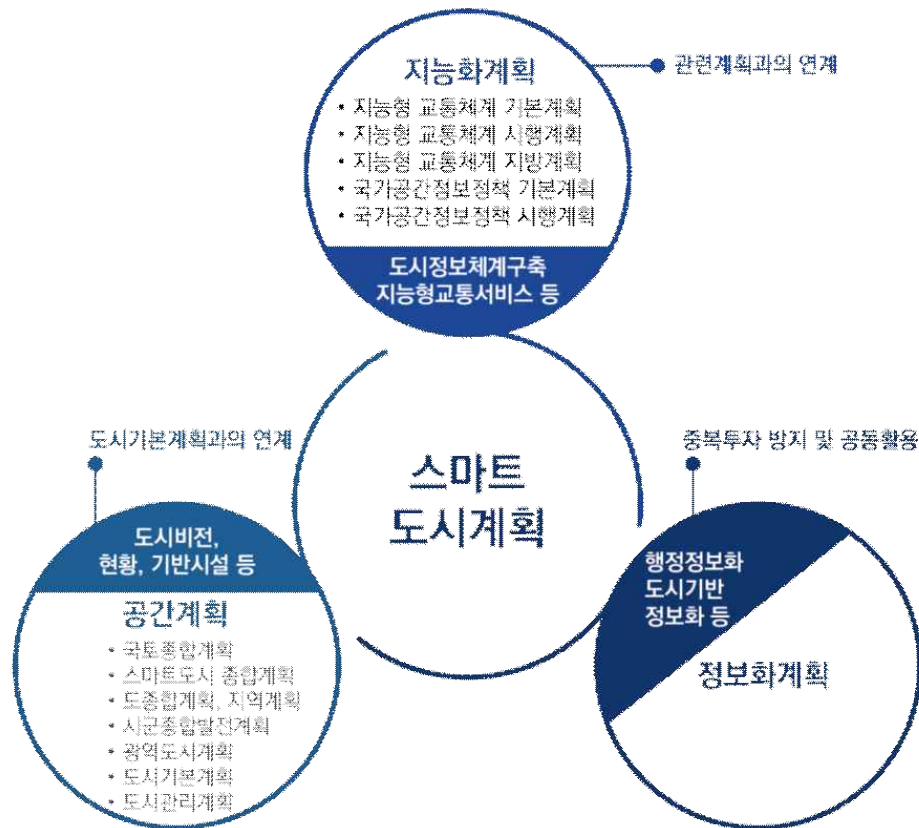 지능화계획
• 지능형 교통체계 기본계획
• 지능형 교통체계 시행계획
• 지능형 교통체계 지방계획
• 국가공간정보정책 기본계획
• 국가공간정보정책 시행계획
도시정보체계구축
지능형교통서비스 등
관련계획과의 연계
스마트
도시계획
도시기본계획과의 연계
도시비전,
현황, 기반시설 등
공간계획
• 국토종합계획
• 스마트도시 종합계획
• 도종합계획, 지역계획
• 시군종합발전계획
• 광역도시계획
• 도시기본계획
• 도시관리계획
중복투자 방지 및 공동활용
행정정보화
도시기반
정보화 등
정보화계획